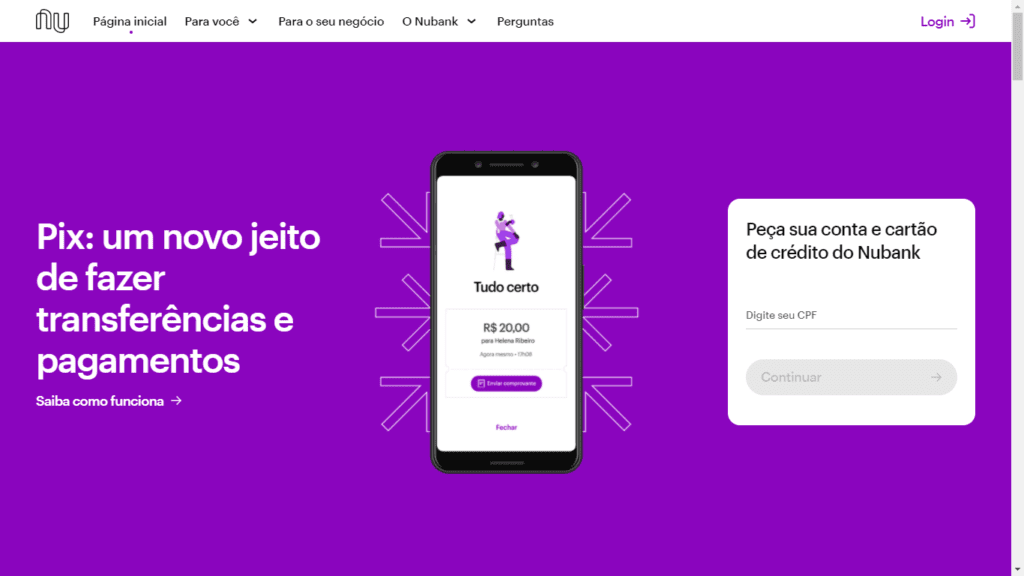 nu
Página inicial
Para você
Para o seu negócio
O Nubank
Perguntas
Login
Pix: um novo jeito
de fazer
transferências e
pagamentos
Saiba como funciona
Tudo certo
R$ 20,00
para Helena Ribeiro
Agora mesmo • 17h08
Enviar comprovante
Fechar
Peça sua conta e cartão
de crédito do Nubank
Digite seu CPF
Continuar